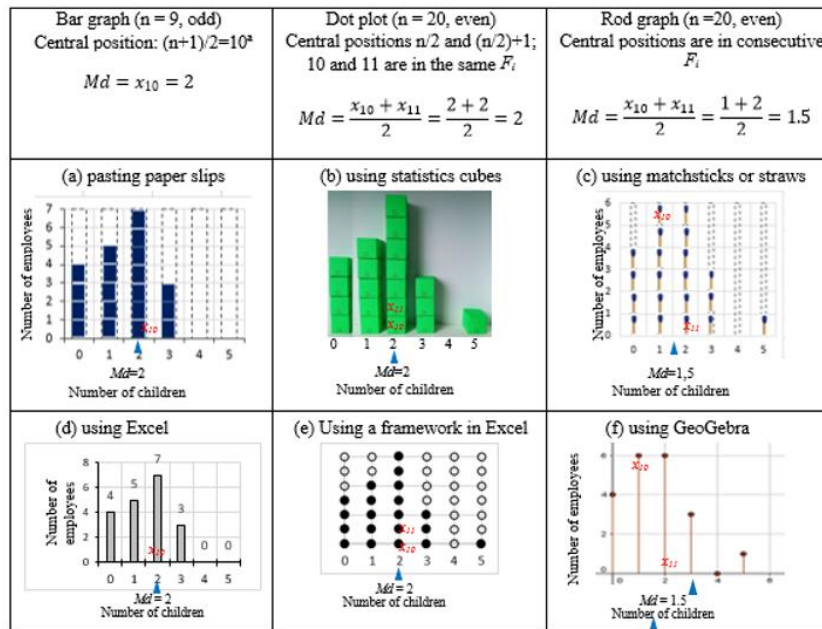 Bar graph (n = 9, odd)
Central position: (n+1)/2=10ª
Md = x₁₀ = 2
Dot plot (n = 20, even)
Central positions n/2 and (n/2)+1;
10 and 11 are in the same Fᵢ
Md = (x₁₀ + x₁₁)/2 = (2 + 2)/2 = 2
Rod graph (n =20, even)
Central positions are in consecutive
Fᵢ
Md = (x₁₀ + x₁₁)/2 = (1 + 2)/2 = 1.5
(a) pasting paper slips
Number of employees
7
6
5
4
3
2
1
0
x₁₀
0 1 2 3 4 5
Md=2
Number of children
(b) using statistics cubes
x₁₁
x₁₀
0 1 2 3 4 5
Md=2
(c) using matchsticks or straws
Number of employees
6
5
4
3
2
1
0
x₁₀
x₁₁
0 1 2 3 4 5
Md=1,5
Number of children
(d) using Excel
Number of
employees
8
6
4
2
0
4 5 7 3 0 0
x₁₀
0 1 2 3 4 5
Md = 2
Number of children
(e) Using a framework in Excel
x₁₁
x₁₀
0 1 2 3 4 5
Md = 2
Number of children
(f) using GeoGebra
Number of employees
6
4
2
0
x₁₀
x₁₁
0 2 4 6
Md = 1.5
Number of children